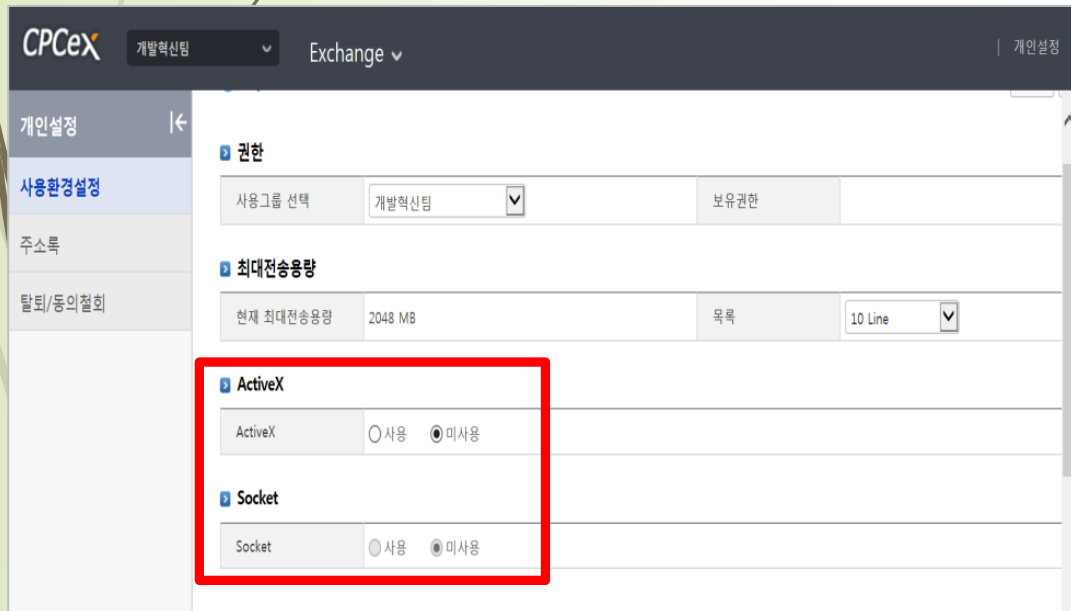 CPCex 개발혁신팀 Exchange 개인설정
개인설정
사용환경설정
주소록
탈퇴/동의철회
권한
사용그룹 선택 개발혁신팀 보유권한
최대전송용량
현재 최대전송용량 2048 MB 목록 10 Line
ActiveX
ActiveX 사용 미사용
Socket
Socket 사용 미사용